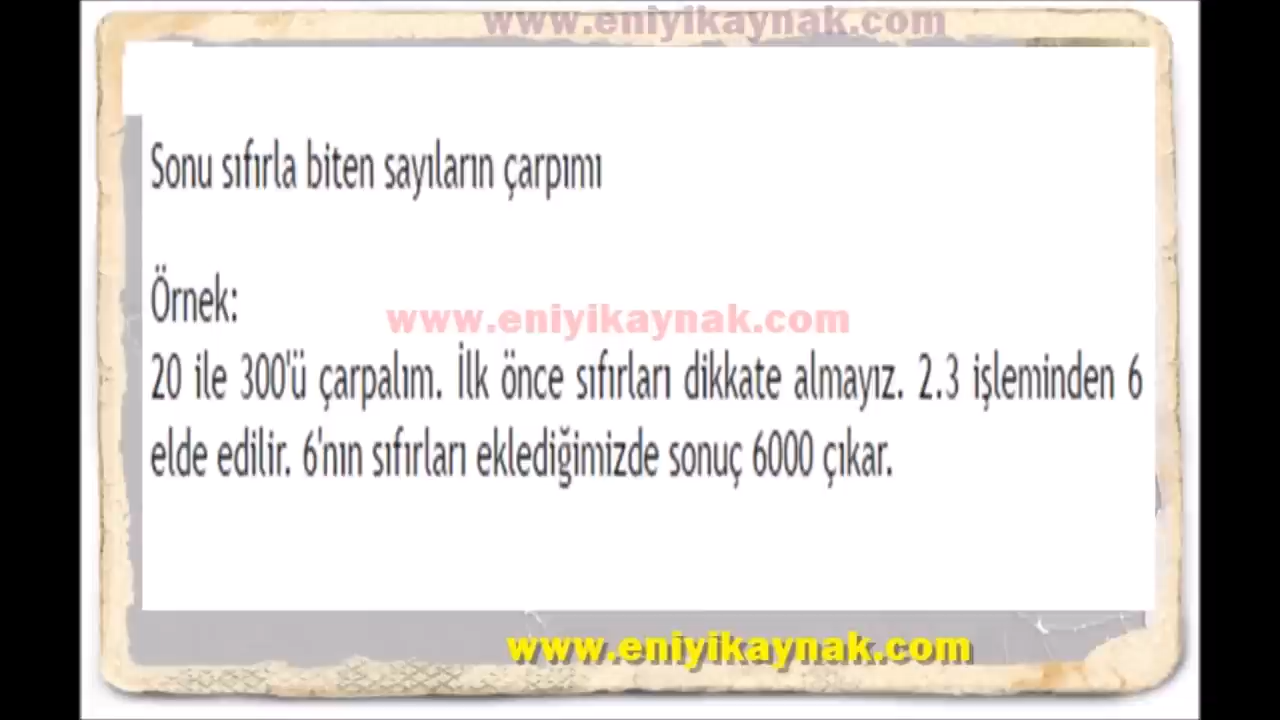 www.eniyikaynak.com
Sonu sıfırla biten sayıların çarpımı
Örnek:
www.eniyikaynak.com
20 ile 300'ü çarpalım. İlk önce sıfırları dikkate almayız. 2.3 işleminden 6
elde edilir. 6'nın sıfırları eklediğimizde sonuç 6000 çıkar.
www.eniyikaynak.com